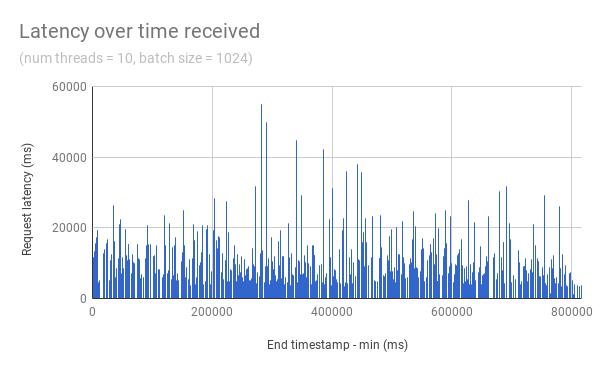 Latency over time received
(num threads = 10, batch size = 1024)
60000
40000
20000
0
Request latency (ms)
0 200000 400000 600000 800000
End timestamp - min (ms)